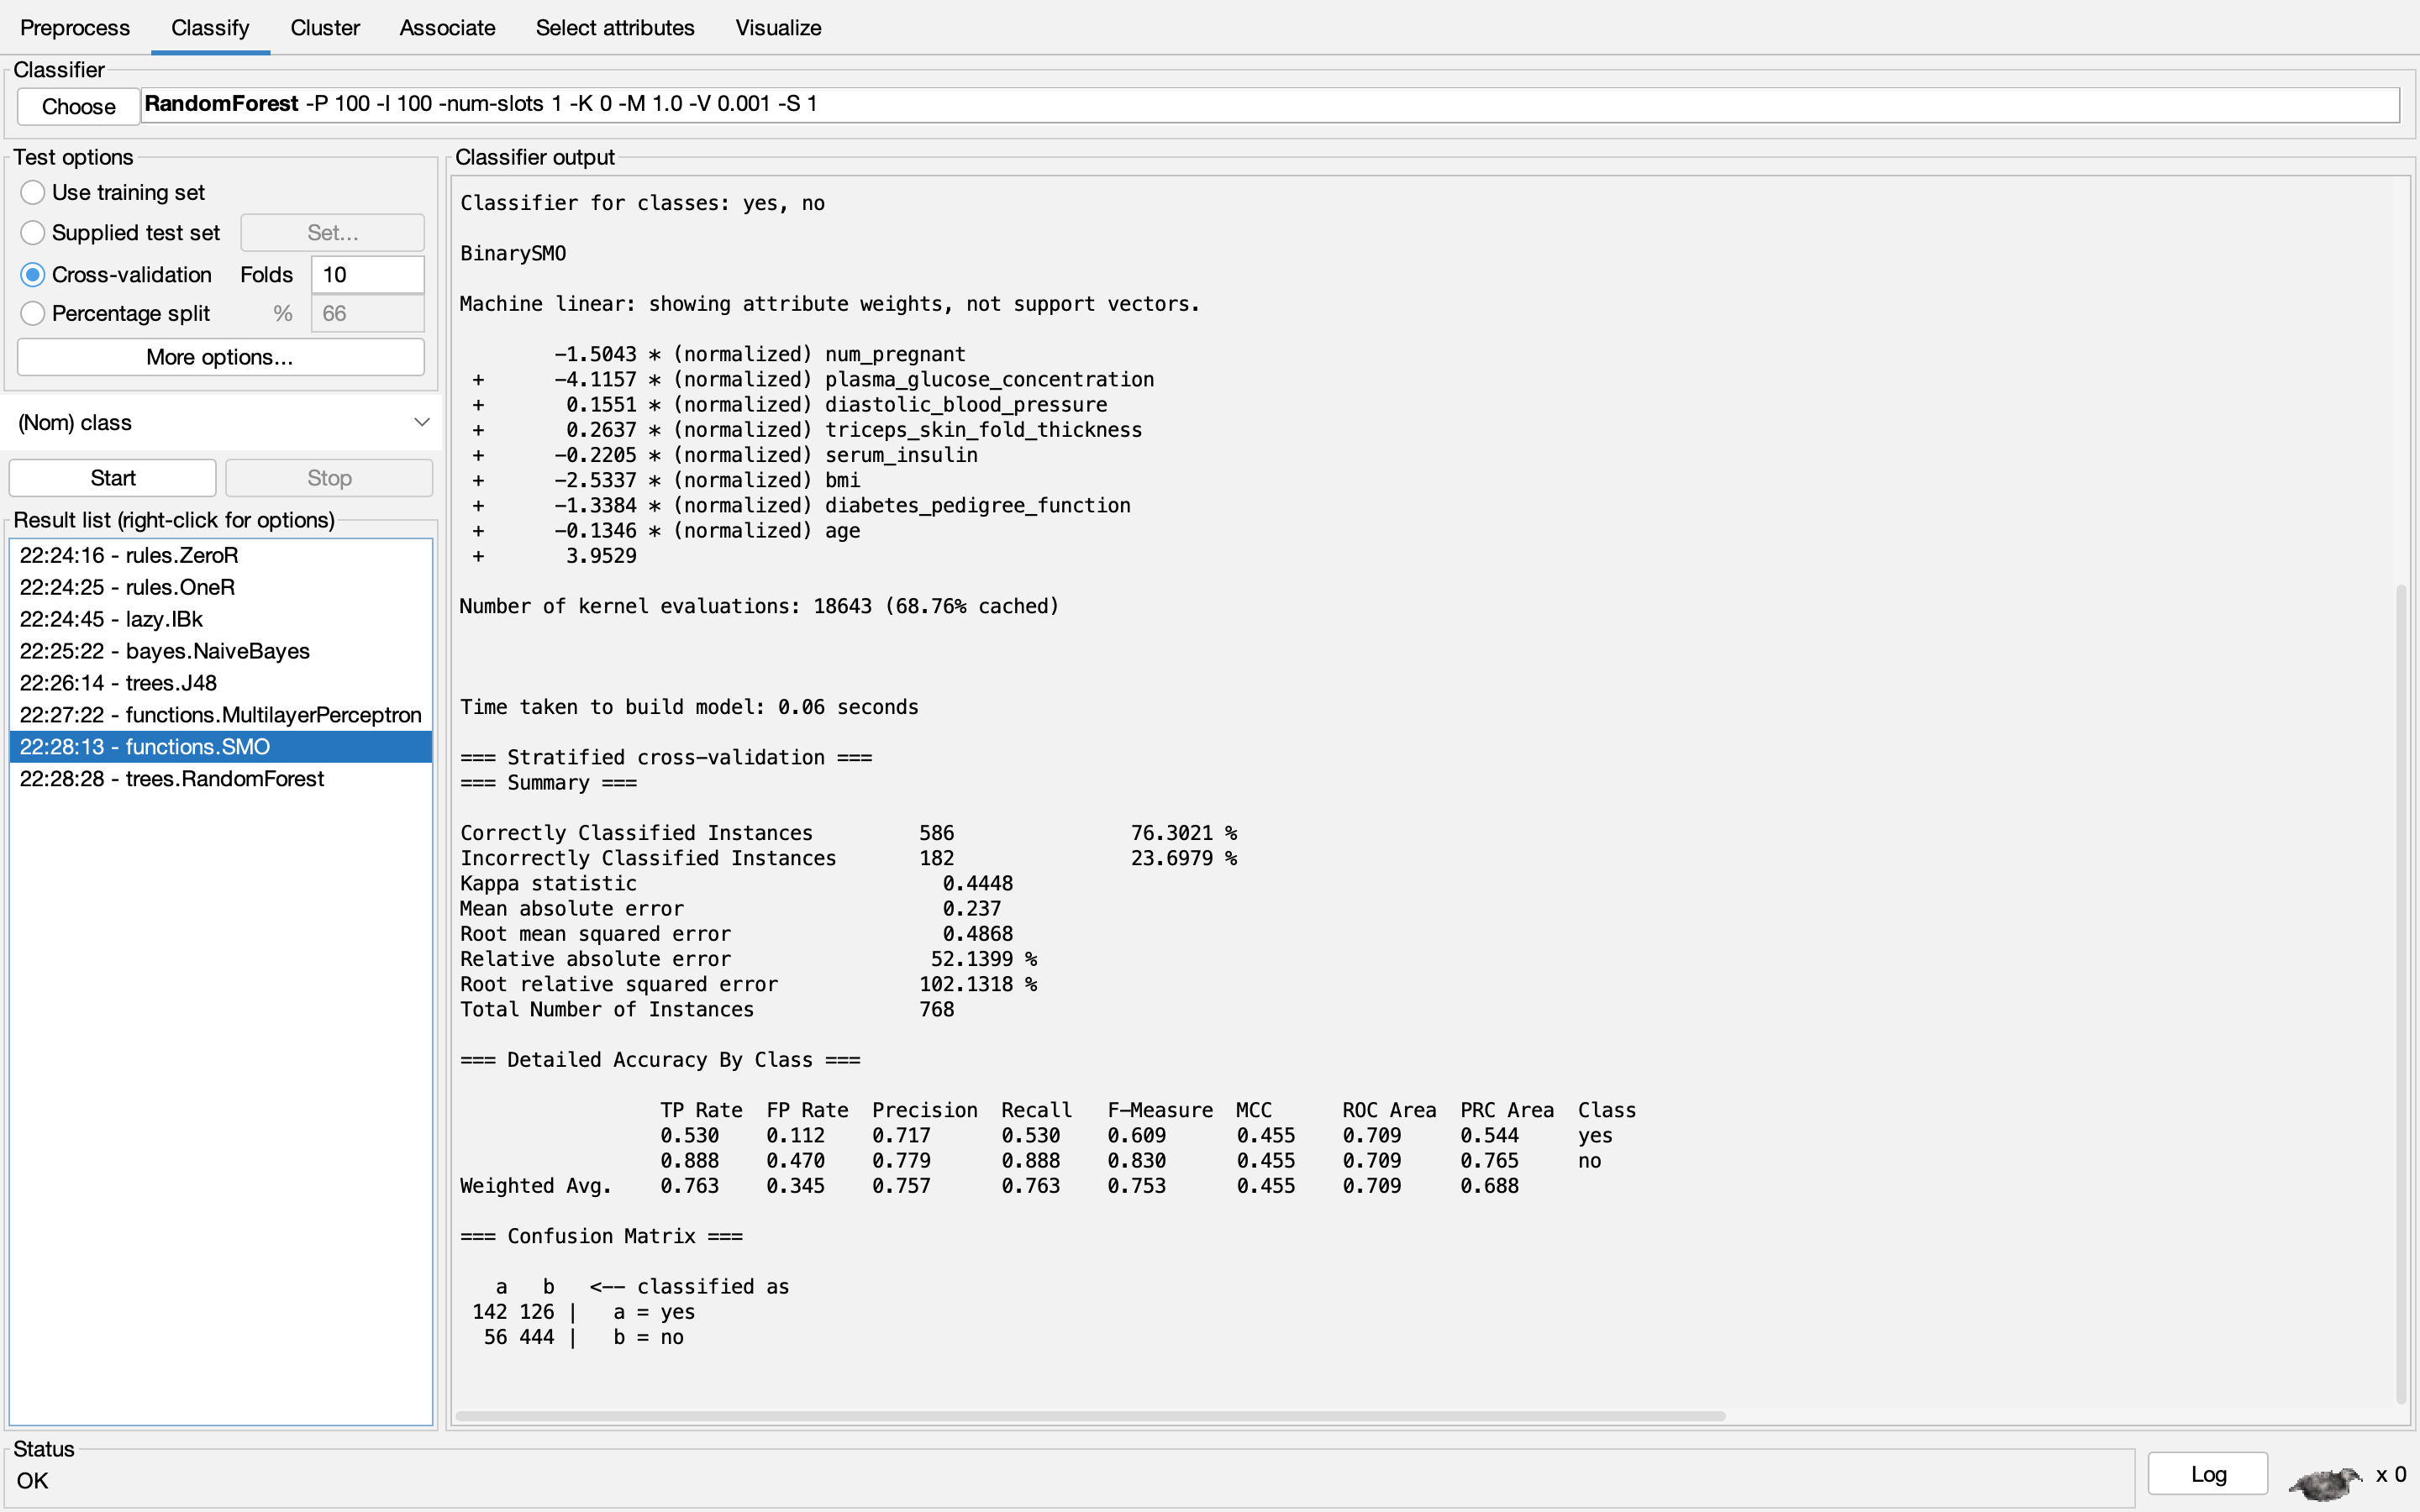 Preprocess Classify Cluster Associate Select attributes Visualize
Classifier
Choose RandomForest -P 100 -I 100 -num-slots 1 -K 0 -M 1.0 -V 0.001 -S 1
Test options
Use training set
Supplied test set Set...
Cross-validation Folds 10
Percentage split % 66
More options...
(Nom) class
Start Stop
Result list (right-click for options)
22:24:16 - rules.ZeroR
22:24:25 - rules.OneR
22:24:45 - lazy.IBk
22:25:22 - bayes.NaiveBayes
22:26:14 - trees.J48
22:27:22 - functions.MultilayerPerceptron
22:28:13 - functions.SMO
22:28:28 - trees.RandomForest
Classifier output
Classifier for classes: yes, no
BinarySMO
Machine linear: showing attribute weights, not support vectors.
-1.5043 * (normalized) num_pregnant
+ -4.1157 * (normalized) plasma_glucose_concentration
+ 0.1551 * (normalized) diastolic_blood_pressure
+ 0.2637 * (normalized) triceps_skin_fold_thickness
+ -0.2205 * (normalized) serum_insulin
+ -2.5337 * (normalized) bmi
+ -1.3384 * (normalized) diabetes_pedigree_function
+ -0.1346 * (normalized) age
+ 3.9529
Number of kernel evaluations: 18643 (68.76% cached)
Time taken to build model: 0.06 seconds
=== Stratified cross-validation ===
=== Summary ===
Correctly Classified Instances 586 76.3021 %
Incorrectly Classified Instances 182 23.6979 %
Kappa statistic 0.4448
Mean absolute error 0.237
Root mean squared error 0.4868
Relative absolute error 52.1399 %
Root relative squared error 102.1318 %
Total Number of Instances 768
=== Detailed Accuracy By Class ===
TP Rate FP Rate Precision Recall F-Measure MCC ROC Area PRC Area Class
0.530 0.112 0.717 0.530 0.609 0.455 0.709 0.544 yes
0.888 0.470 0.779 0.888 0.830 0.455 0.709 0.765 no
Weighted Avg. 0.763 0.345 0.757 0.763 0.753 0.455 0.709 0.688
=== Confusion Matrix ===
a b <-- classified as
142 126 | a = yes
56 444 | b = no
Status
OK
Log x 0